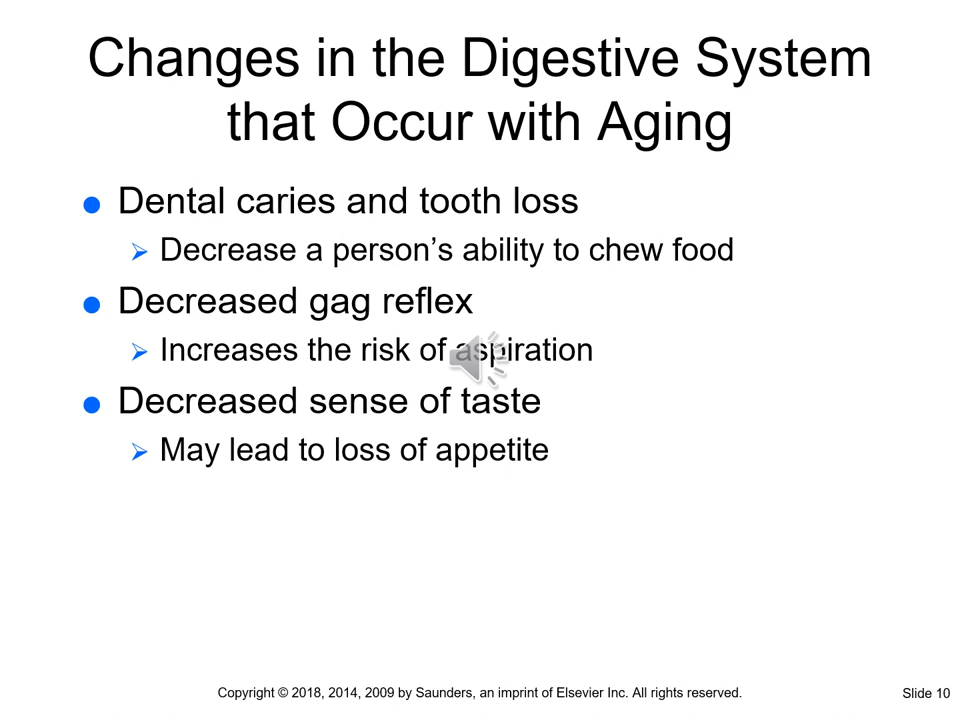 Changes in the Digestive System
that Occur with Aging
Dental caries and tooth loss
Decrease a person’s ability to chew food
Decreased gag reflex
Increases the risk of aspiration
Decreased sense of taste
May lead to loss of appetite
Copyright © 2018, 2014, 2009 by Saunders, an imprint of Elsevier Inc. All rights reserved.
Slide 10